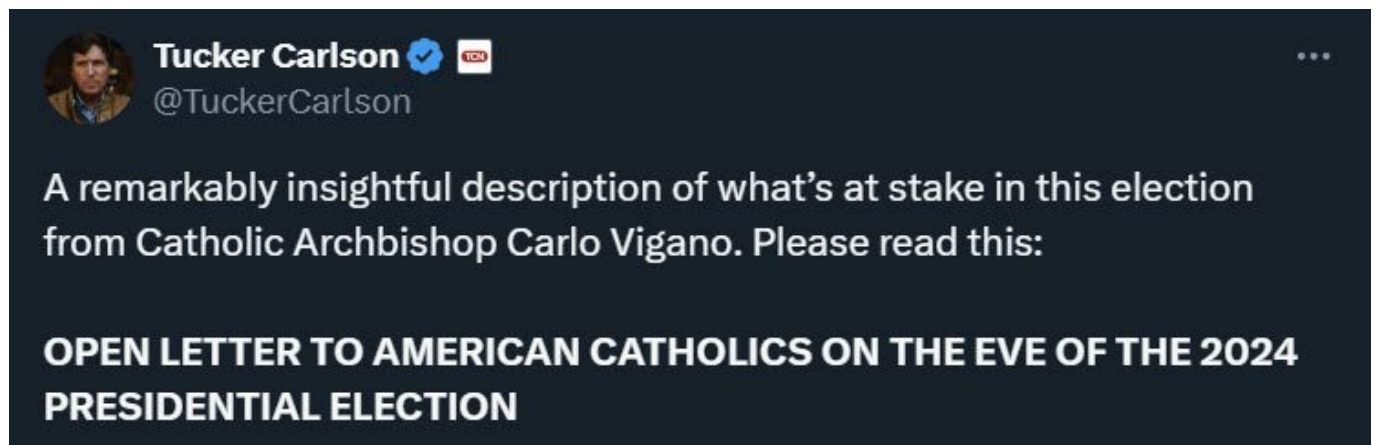 Tucker Carlson TCN
@TuckerCarlson
A remarkably insightful description of what’s at stake in this election
from Catholic Archbishop Carlo Vigano. Please read this:
OPEN LETTER TO AMERICAN CATHOLICS ON THE EVE OF THE 2024
PRESIDENTIAL ELECTION